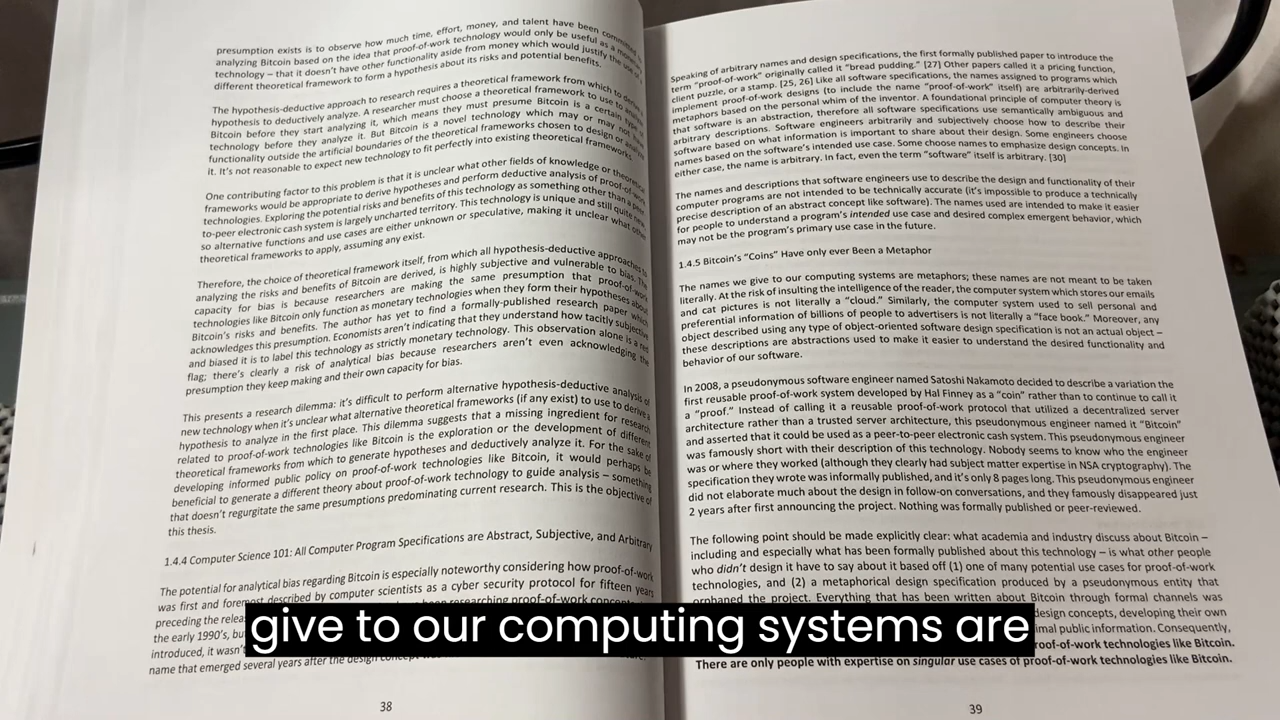 presumption exists is to observe how much time, effort, money, and talent have been
analyzing Bitcoin based on the idea that proof-of-work technology would only be useful as a
technology – that it doesn't have other functionality aside from money which would justify the use of
different theoretical framework to form a hypothesis about its risks and potential benefits.
The hypothesis-deductive approach to research requires a theoretical framework from which to
hypothesis to deductively analyze. A researcher must choose a theoretical framework to use to
Bitcoin before they start analyzing it, which means they must presume Bitcoin is a certain
technology before they analyze it. But Bitcoin is a novel technology which may or may not
functionality outside the artificial boundaries of the theoretical frameworks chosen to design or
it. It's not reasonable to expect new technology to fit perfectly into existing theoretical frameworks.
One contributing factor to this problem is that it is unclear what other fields of knowledge or
frameworks would be appropriate to derive hypotheses and perform deductive analysis of
technologies. Exploring the potential risks and benefits of this technology as something other than a
to-peer electronic cash system is largely uncharted territory. This technology is unique and still quite new,
so alternative functions and use cases are either unknown or speculative, making it unclear what other
theoretical frameworks to apply, assuming any exist.
Therefore, the choice of theoretical framework itself, from which all hypothesis-deductive approaches to
analyzing the risks and benefits of Bitcoin are derived, is highly subjective and vulnerable to bias. The
capacity for bias is because researchers are making the same presumption that proof-of-work
technologies like Bitcoin only function as monetary technologies when they form their hypotheses about
Bitcoin's risks and benefits. The author has yet to find a formally-published research paper which
acknowledges this presumption. Economists aren't indicating that they understand how tacitly subjective
and biased it is to label this technology as strictly monetary technology. This observation alone is a red
flag; there's clearly a risk of analytical bias because researchers aren't even acknowledging the
presumption they keep making and their own capacity for bias.
This presents a research dilemma: it's difficult to perform alternative hypothesis-deductive analysis of
new technology when it's unclear what alternative theoretical frameworks (if any exist) to use to derive a
hypothesis to analyze in the first place. This dilemma suggests that a missing ingredient for research
related to proof-of-work technologies like Bitcoin is the exploration or the development of different
theoretical frameworks from which to generate hypotheses and deductively analyze it. For the sake of
developing informed public policy on proof-of-work technologies like Bitcoin, it would perhaps be
beneficial to generate a different theory about proof-of-work technology to guide analysis – something
that doesn't regurgitate the same presumptions predominating current research. This is the objective of
this thesis.
1.4.4 Computer Science 101: All Computer Program Specifications are Abstract, Subjective, and Arbitrary
The potential for analytical bias regarding Bitcoin is especially noteworthy considering how proof-of-work
was first and foremost described by computer scientists as a cyber security protocol for fifteen years
preceding the
the early 1990's,
introduced, it wasn't
name that emerged several years after the design concept was
38
Speaking of arbitrary names and design specifications, the first formally published paper to introduce the
term "proof-of-work" originally called it "bread pudding." [27] Other papers called it a pricing function,
client puzzle, or a stamp. [25, 26] Like all software specifications, the names assigned to programs which
implement proof-of-work designs (to include the name "proof-of-work" itself) are arbitrarily-derived
metaphors based on the personal whim of the inventor. A foundational principle of computer theory is
that software is an abstraction, therefore all software specifications use semantically ambiguous and
arbitrary descriptions. Software engineers arbitrarily and subjectively choose how to describe their
software based on what information is important to share about their design. Some engineers choose
names based on the software's intended use case. Some choose names to emphasize design concepts. In
either case, the name is arbitrary. In fact, even the term "software" itself is arbitrary. [30]
The names and descriptions that software engineers use to describe the design and functionality of their
computer programs are not intended to be technically accurate (it's impossible to produce a technically
precise description of an abstract concept like software). The names used are intended to make it easier
for people to understand a program's intended use case and desired complex emergent behavior, which
may not be the program's primary use case in the future.
1.4.5 Bitcoin's "Coins" Have only ever Been a Metaphor
The names we give to our computing systems are metaphors; these names are not meant to be taken
literally. At the risk of insulting the intelligence of the reader, the computer system which stores our emails
and cat pictures is not literally a "cloud." Similarly, the computer system used to sell personal and
preferential information of billions of people to advertisers is not literally a "face book." Moreover, any
object described using any type of object-oriented software design specification is not an actual object –
these descriptions are abstractions used to make it easier to understand the desired functionality and
behavior of our software.
In 2008, a pseudonymous software engineer named Satoshi Nakamoto decided to describe a variation the
first reusable proof-of-work system developed by Hal Finney as a "coin" rather than to continue to call it
a "proof." Instead of calling it a reusable proof-of-work protocol that utilized a decentralized server
architecture rather than a trusted server architecture, this pseudonymous engineer named it "Bitcoin"
and asserted that it could be used as a peer-to-peer electronic cash system. This pseudonymous engineer
was famously short with their description of this technology. Nobody seems to know who the engineer
was or where they worked (although they clearly had subject matter expertise in NSA cryptography). The
specification they wrote was informally published, and it's only 8 pages long. This pseudonymous engineer
did not elaborate much about the design in follow-on conversations, and they famously disappeared just
2 years after first announcing the project. Nothing was formally published or peer-reviewed.
The following point should be made explicitly clear: what academia and industry discuss about Bitcoin –
including and especially what has been formally published about this technology – is what other people
who didn't design it have to say about it based off (1) one of many potential use cases for proof-of-work
technologies, and (2) a metaphorical design specification produced by a pseudonymous entity that
orphaned the project. Everything that has been written about Bitcoin through formal channels was
design concepts, developing their own
public information. Consequently,
proof-of-work technologies like Bitcoin.
There are only people with expertise on singular use cases of proof-of-work technologies like Bitcoin.
39
give to our computing systems are